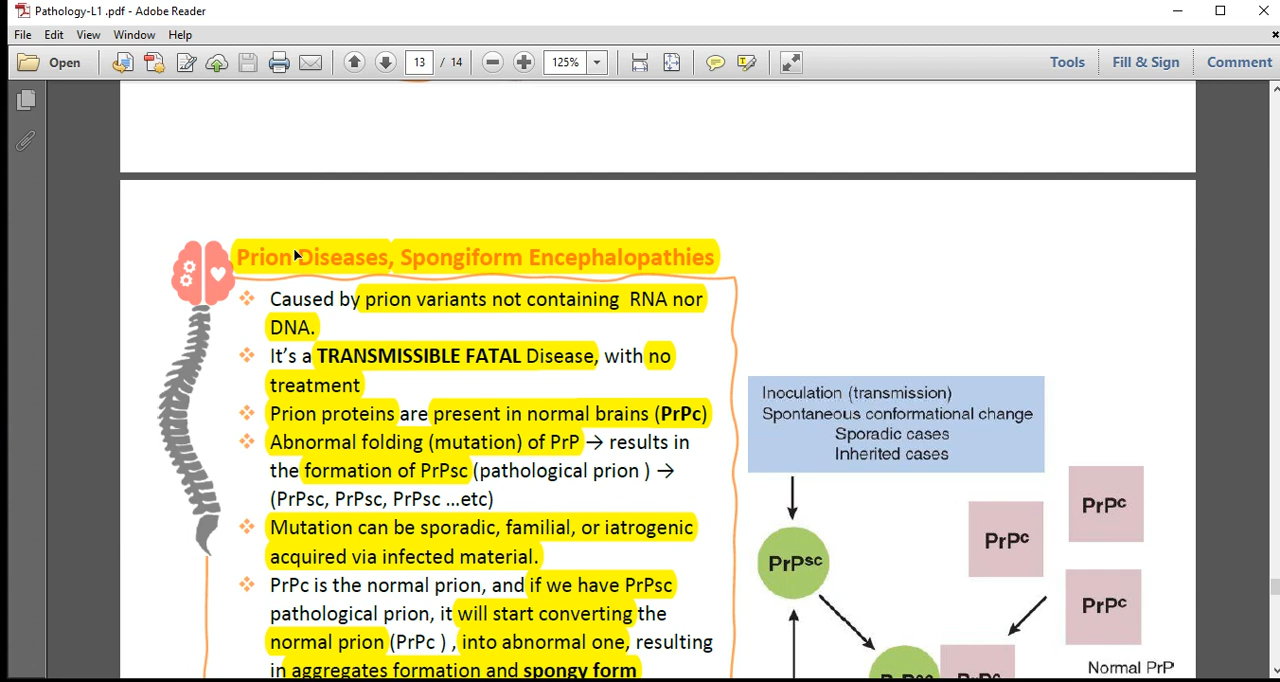 Pathology-L1 .pdf - Adobe Reader
File Edit View Window Help
Open 13 / 14 125% Tools Fill & Sign Comment
Prion Diseases, Spongiform Encephalopathies
Caused by prion variants not containing RNA nor
DNA.
It's a TRANSMISSIBLE FATAL Disease, with no
treatment
Prion proteins are present in normal brains (PrPc)
Abnormal folding (mutation) of PrP → results in
the formation of PrPsc (pathological prion ) →
(PrPsc, PrPsc, PrPsc ...etc)
Mutation can be sporadic, familial, or iatrogenic
acquired via infected material.
PrPc is the normal prion, and if we have PrPsc
pathological prion, it will start converting the
normal prion (PrPc ) , into abnormal one, resulting
in aggregates formation and spongy form
Inoculation (transmission)
Spontaneous conformational change
Sporadic cases
Inherited cases
PrPᶜ
PrPᶜ
PrPˢᶜ
PrPᶜ
Normal PrP
PrPˢᶜ PrPᶜ